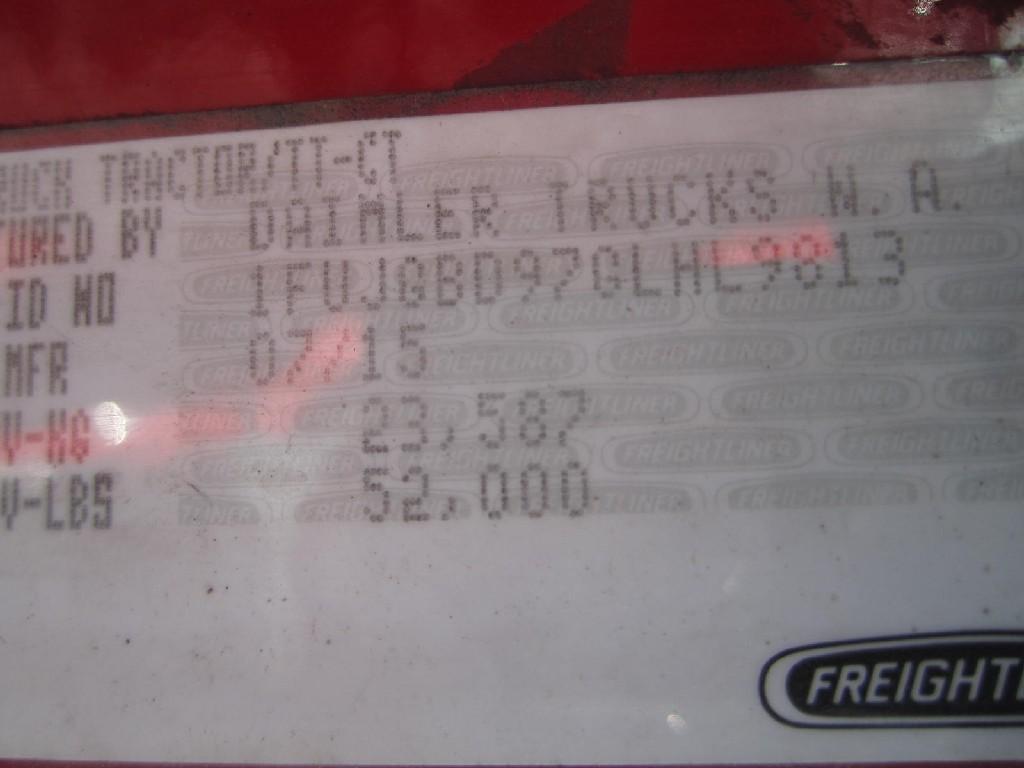 RUCK TRACTOR/TT-CT
TURED BY DAIMLER TRUCKS N.A.
ID NO 1FUJGBD97GLHL9813
MFR 07/15
V-KG 23,587
V-LBS 52,000
FREIGHTL